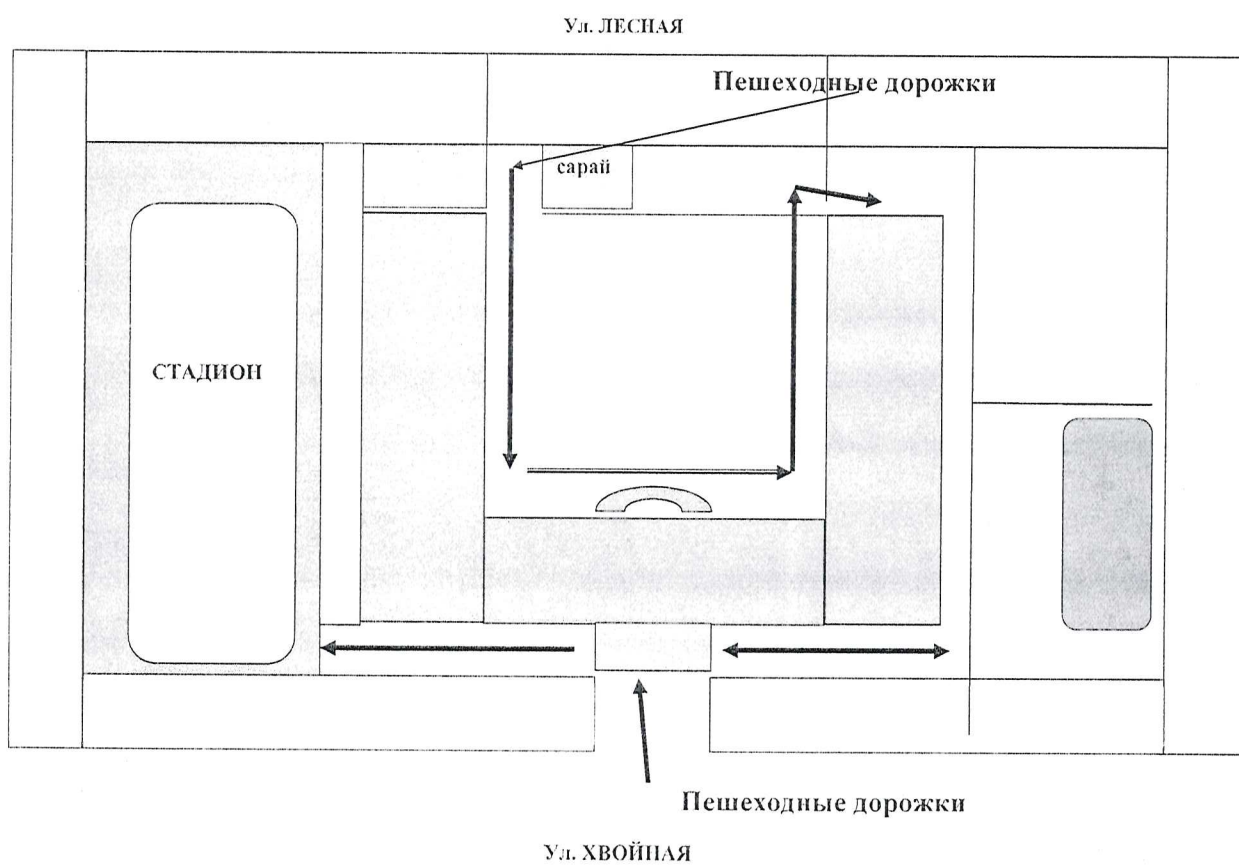 Ул. ЛЕСНАЯ
Пешеходные дорожки
сарай
СТАДИОН
Пешеходные дорожки
Ул. ХВОЙНАЯ